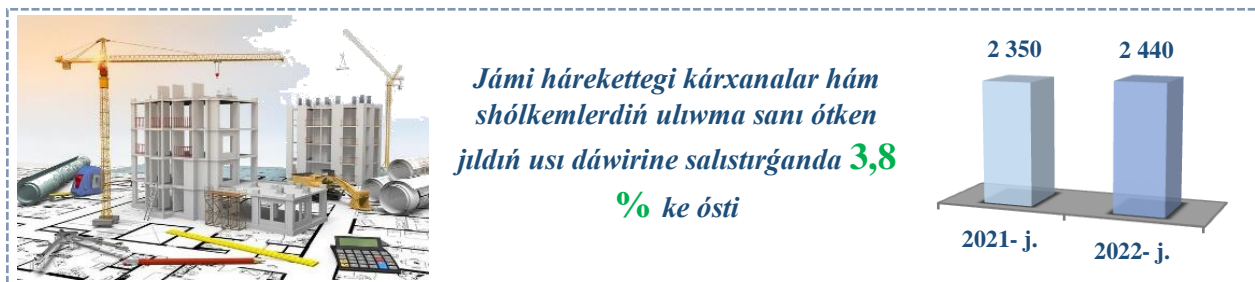 Jámi hárekettegi kárxanalar hám
shólkemlerdiń ulıwma sanı ótken
jıldıń usı dáwirine salıstırǵanda 3,8
% ke ósti
2 350
2 440
2021- j.
2022- j.